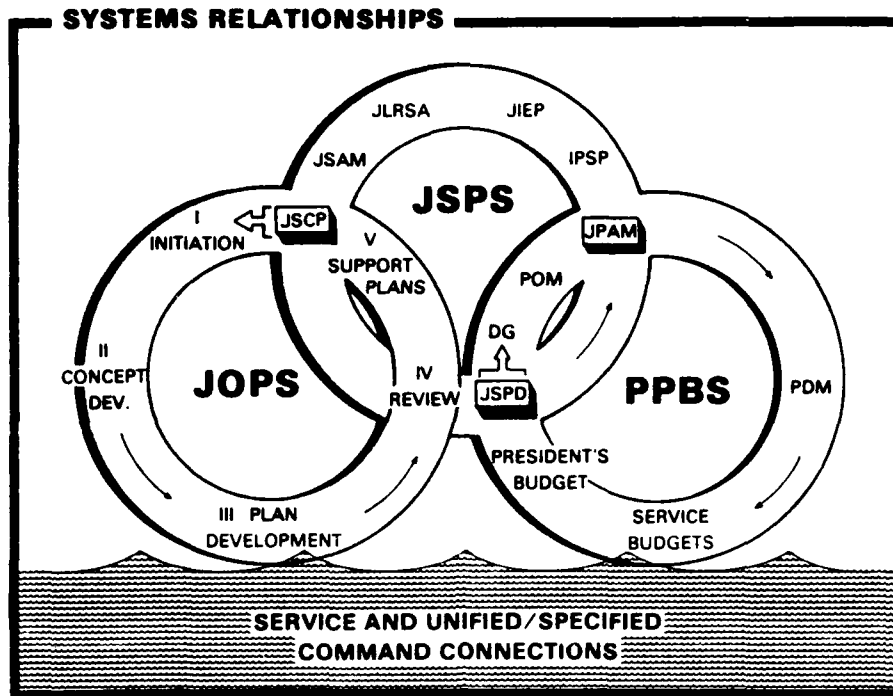 SYSTEMS RELATIONSHIPS
JLRSA
JIEP
JSAM
IPSP
JSPS
JSCP
JPAM
I
INITIATION
V
SUPPORT
PLANS
POM
DG
II
CONCEPT
DEV.
JOPS
IV
REVIEW
JSPD
PPBS
PDM
PRESIDENT'S
BUDGET
III PLAN
DEVELOPMENT
SERVICE
BUDGETS
SERVICE AND UNIFIED/SPECIFIED
COMMAND CONNECTIONS